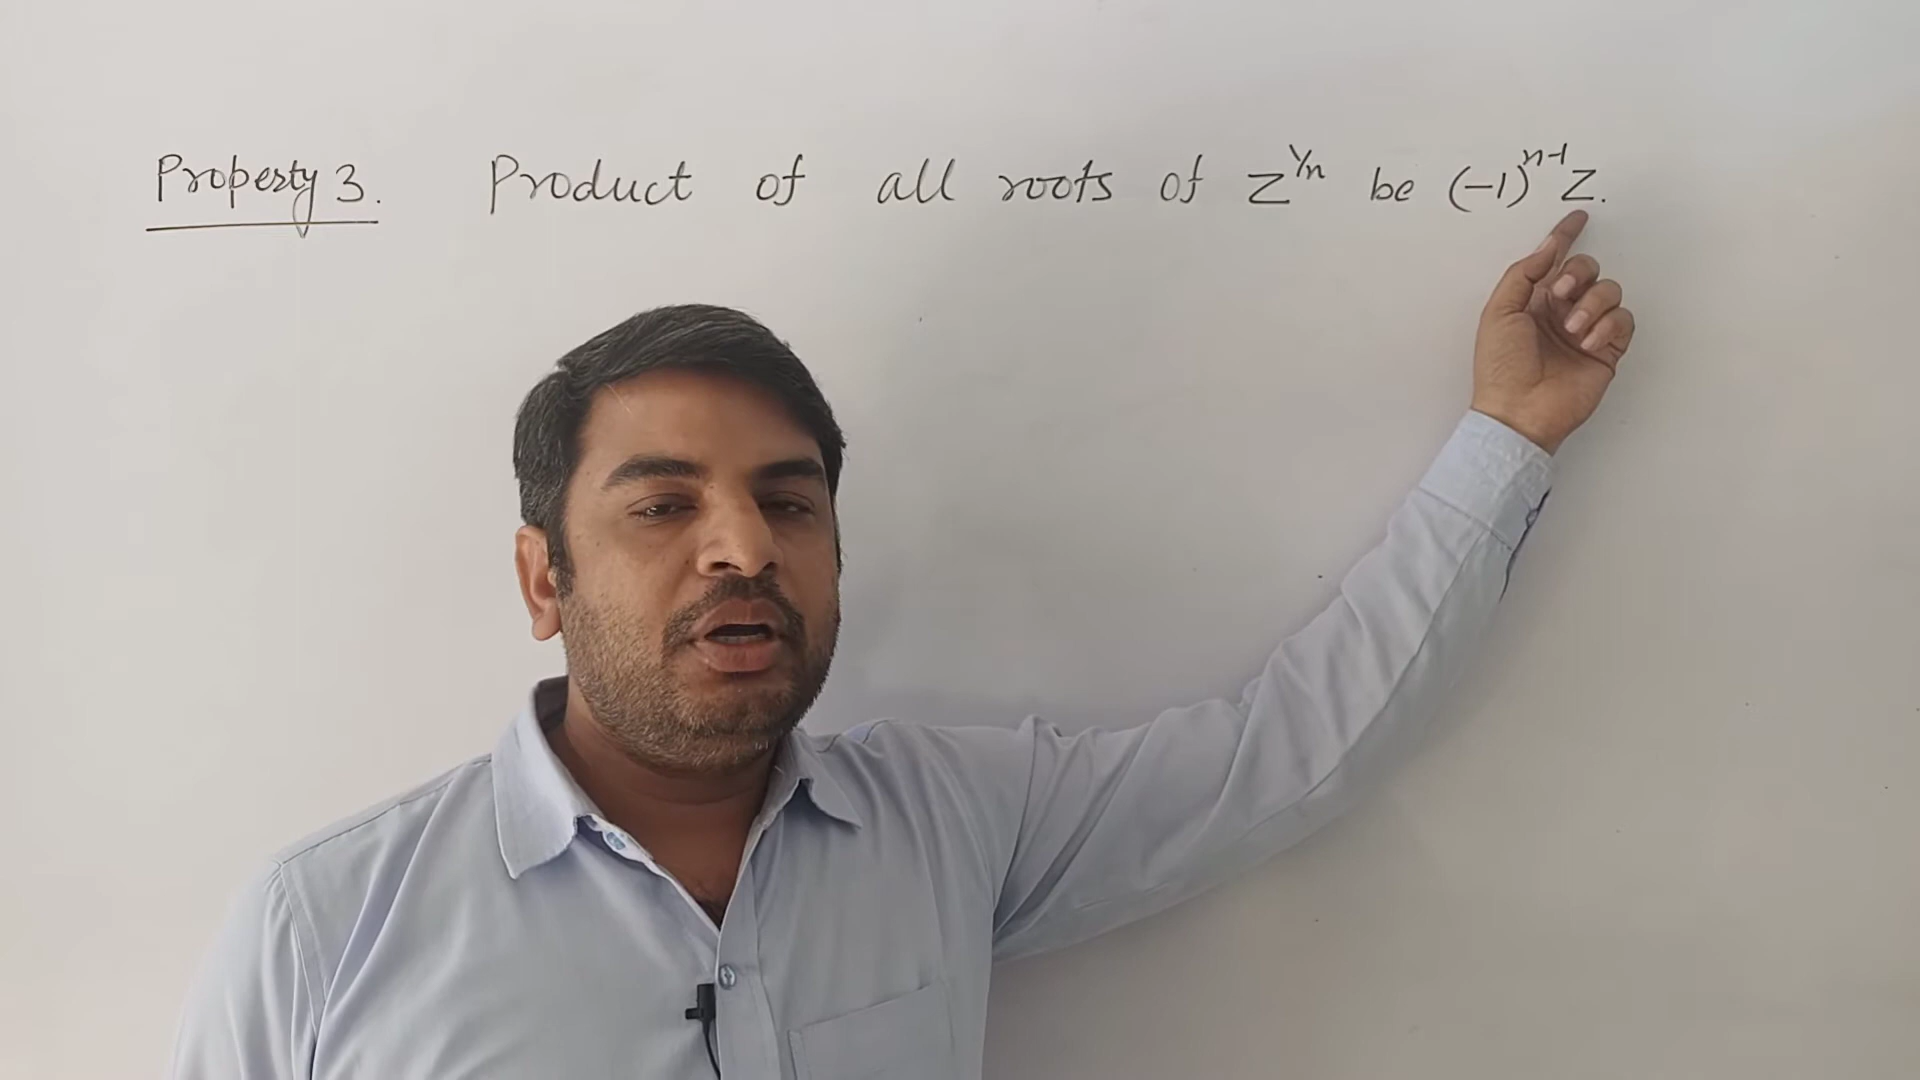 Property 3. Product of all roots of z^1/n be (-1)^n-1 z.